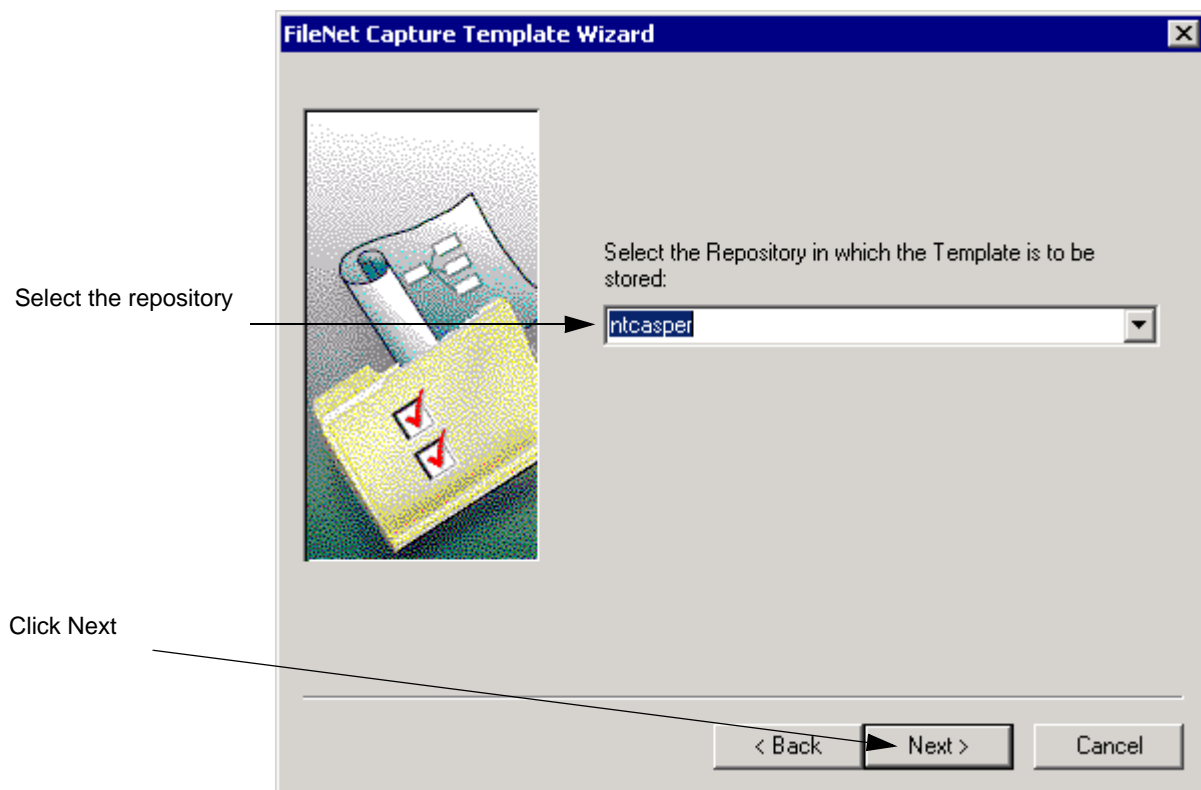 FileNet Capture Template Wizard
Select the Repository in which the Template is to be
stored:
Select the repository
ntcasper
Click Next
< Back
Next >
Cancel